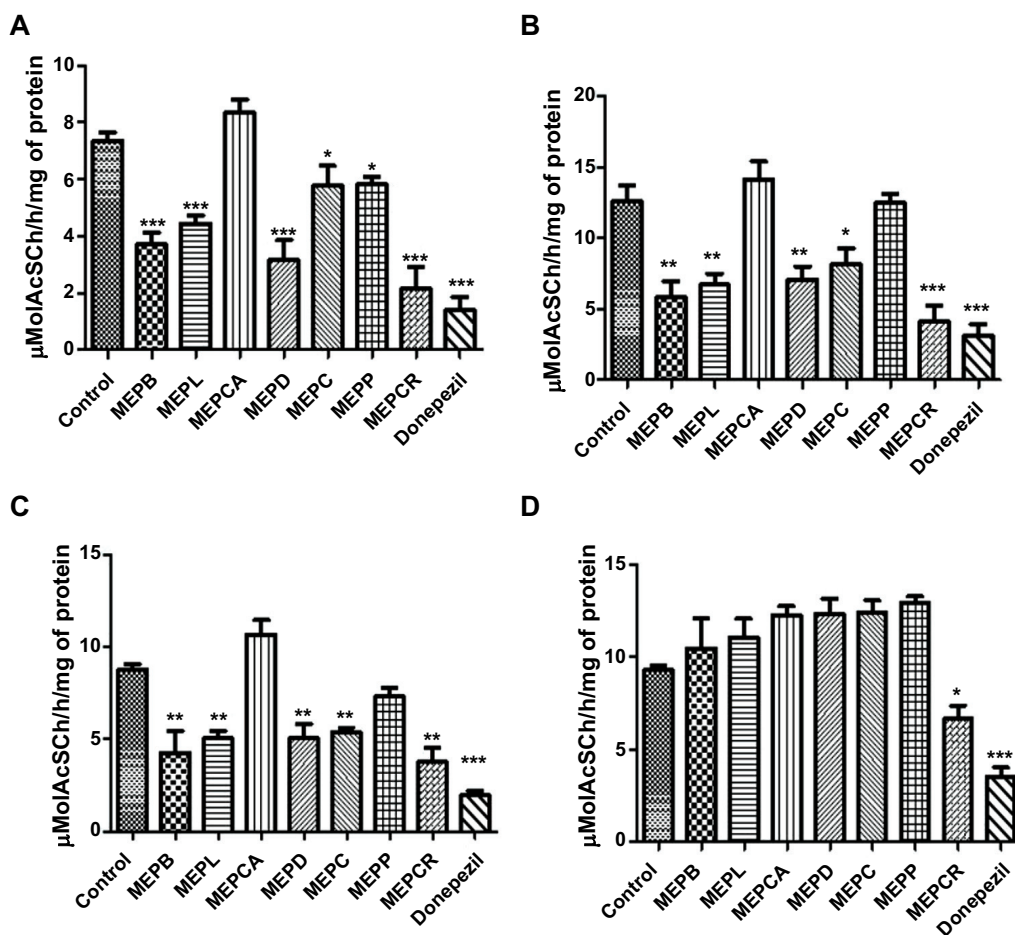 A
μMolAcSCh/h/mg of protein
10
8
6
4
2
0
***
***
***
*
*
***
***
Control
MEPB
MEPL
MEPCA
MEPD
MEPC
MEPP
MEPCR
Donepezil
B
μMolAcSCh/h/mg of protein
20
15
10
5
0
**
**
**
*
***
***
Control
MEPB
MEPL
MEPCA
MEPD
MEPC
MEPP
MEPCR
Donepezil
C
μMolAcSCh/h/mg of protein
15
10
5
0
**
**
**
**
**
***
Control
MEPB
MEPL
MEPCA
MEPD
MEPC
MEPP
MEPCR
Donepezil
D
μMolAcSCh/h/mg of protein
15
10
5
0
*
***
Control
MEPB
MEPL
MEPCA
MEPD
MEPC
MEPP
MEPCR
Donepezil